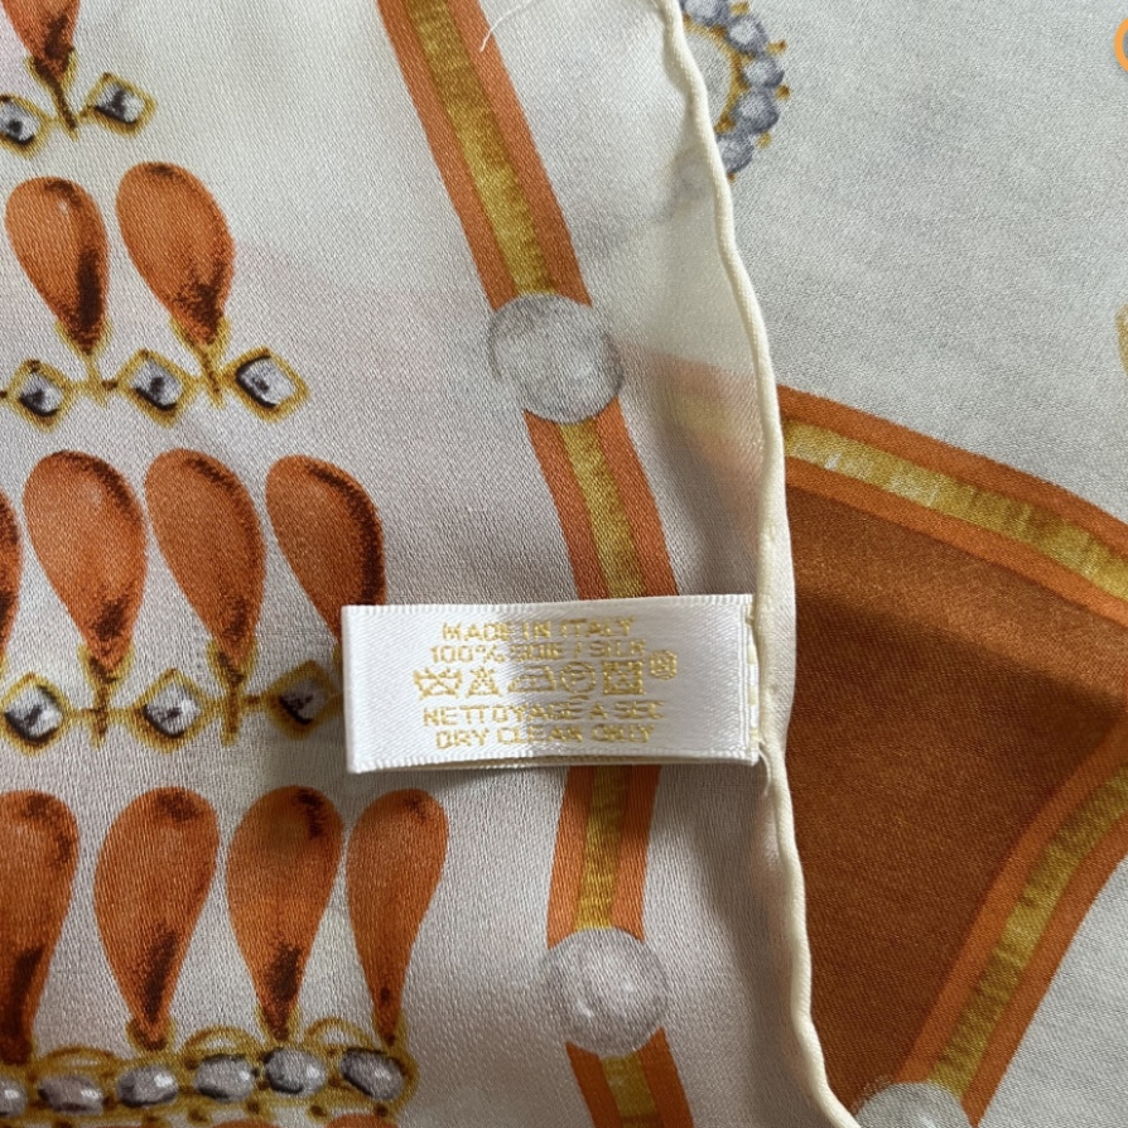 MADE IN ITALY
100% SOIE / SILK
NETTOYAGE A SEC
DRY CLEAN ONLY